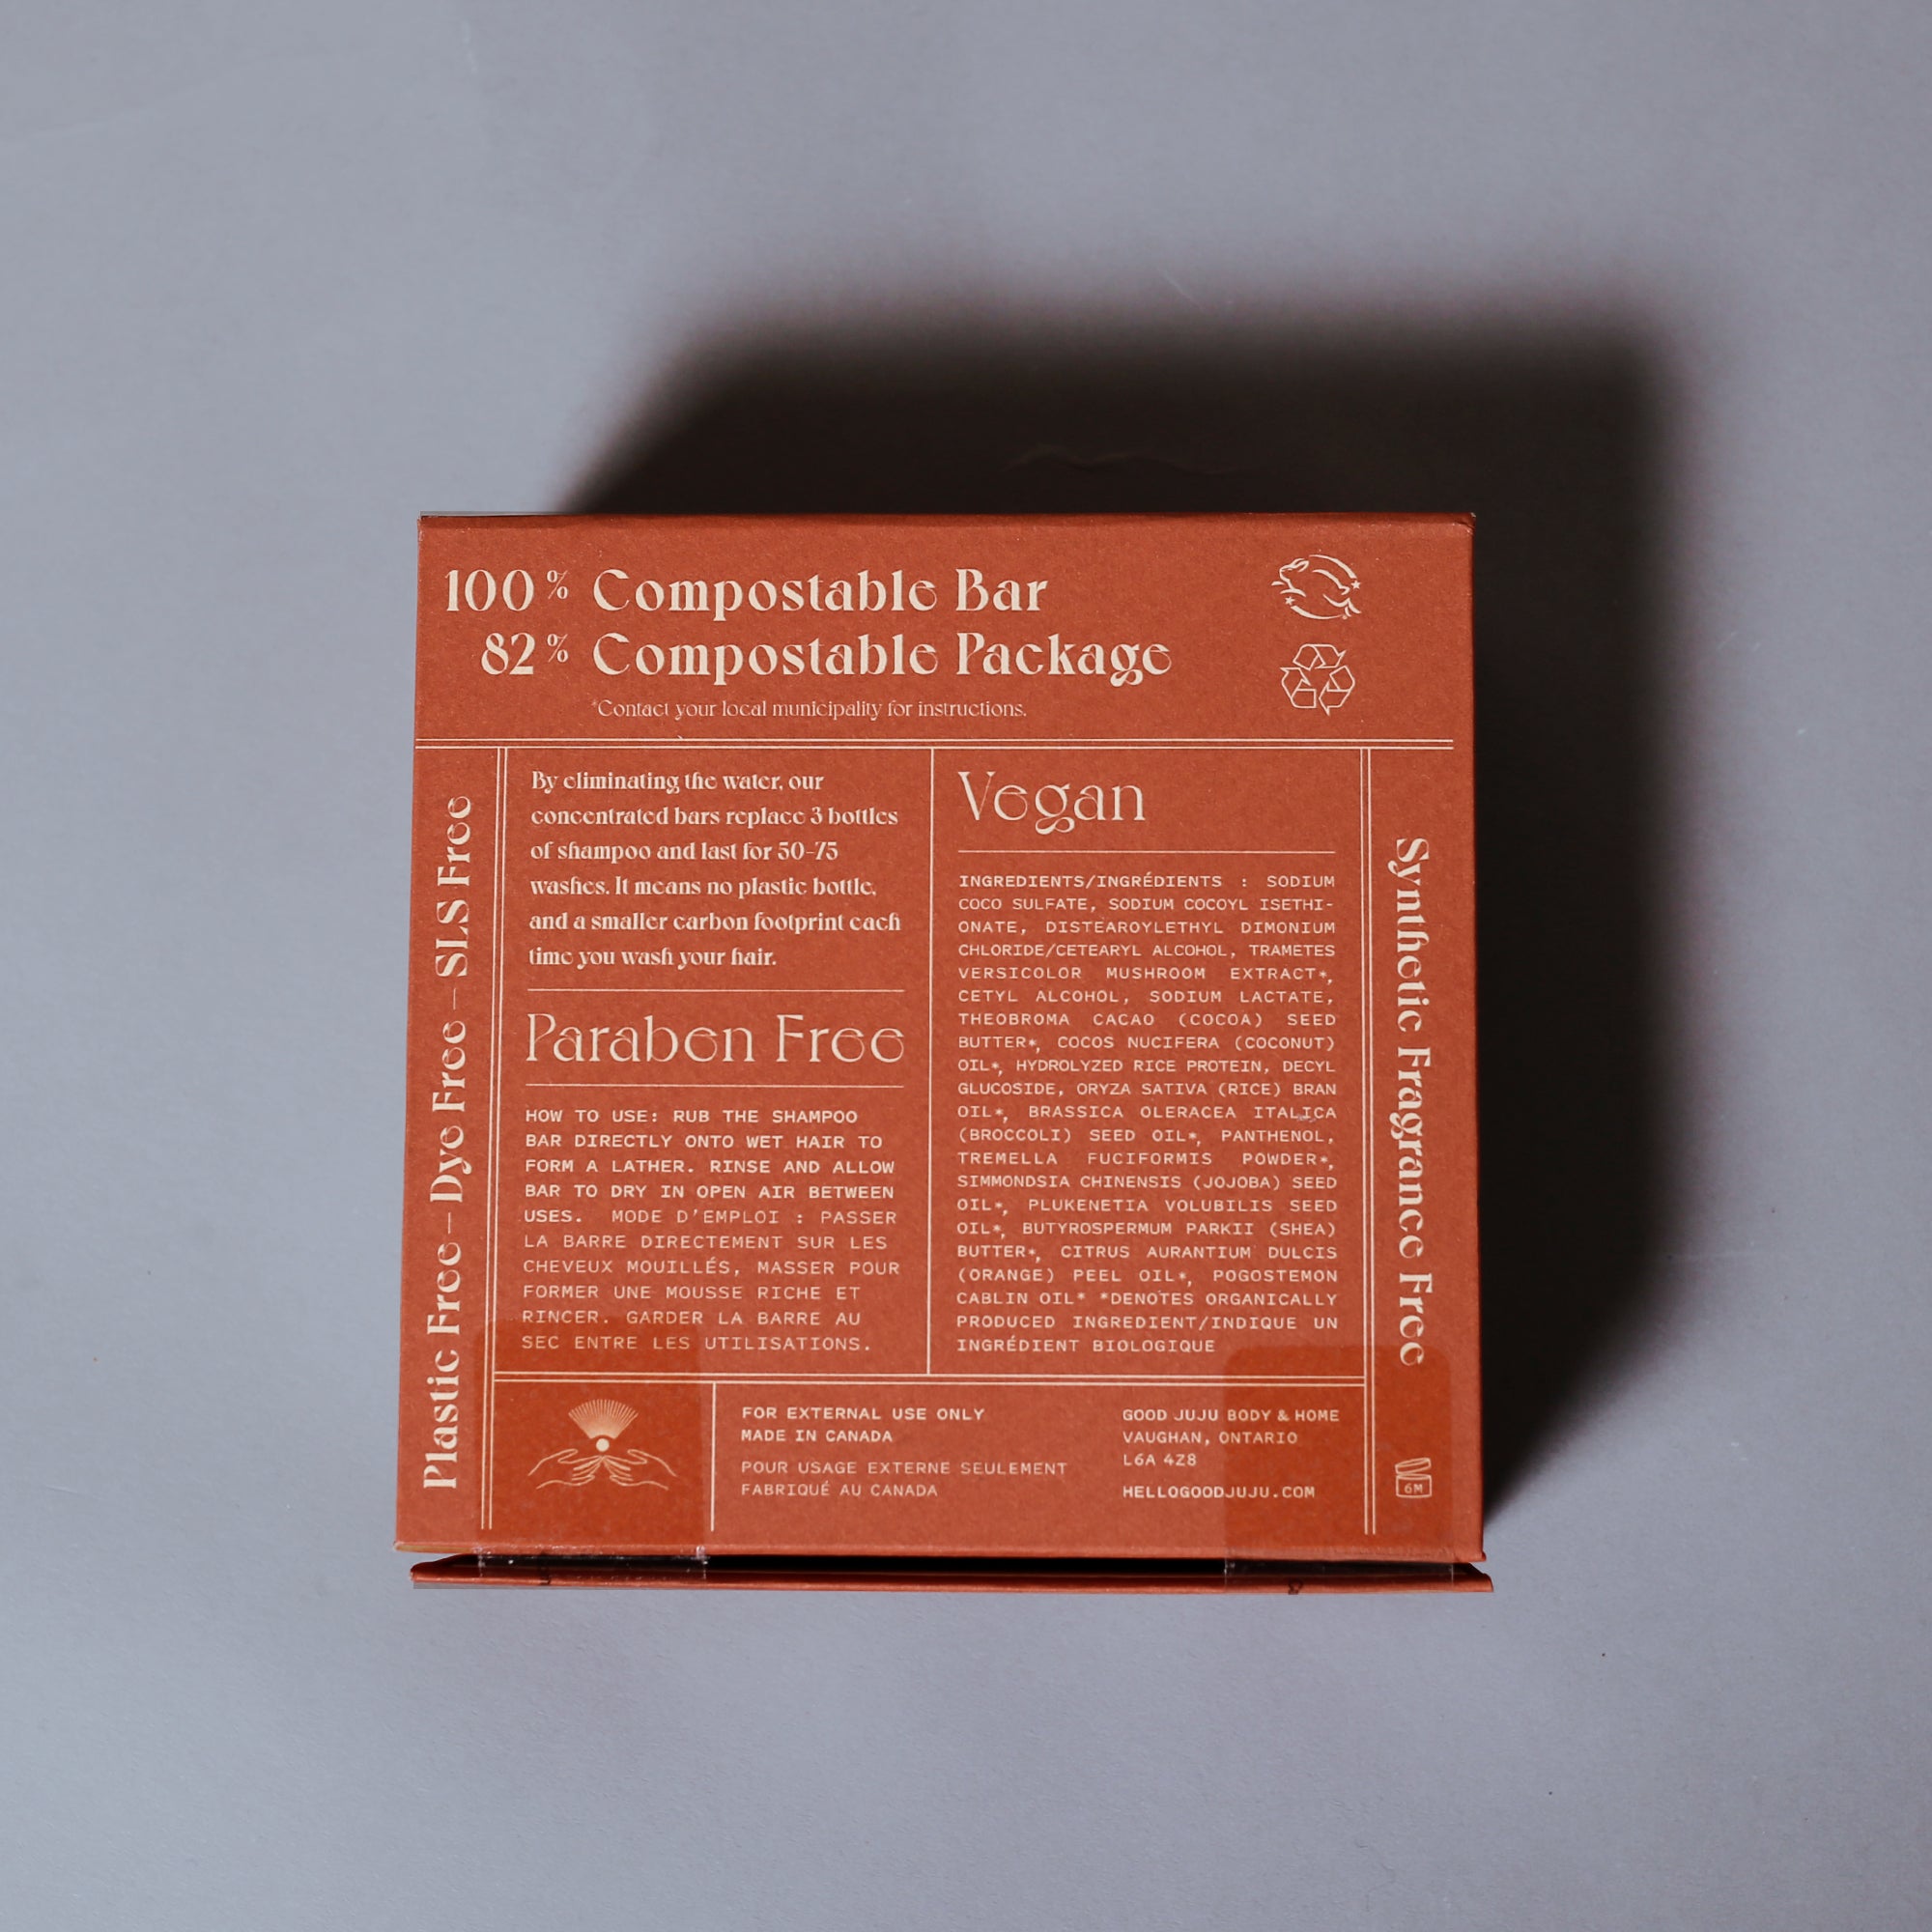 100% Compostable Bar
82% Compostable Package
*Contact your local municipality for instructions.
Plastic Free – Dye Free – SLS Free
By eliminating the water, our
concentrated bars replace 3 bottles
of shampoo and last for 50-75
washes. It means no plastic bottle,
and a smaller carbon footprint each
time you wash your hair.
Paraben Free
HOW TO USE: RUB THE SHAMPOO
BAR DIRECTLY ONTO WET HAIR TO
FORM A LATHER. RINSE AND ALLOW
BAR TO DRY IN OPEN AIR BETWEEN
USES. MODE D'EMPLOI : PASSER
LA BARRE DIRECTEMENT SUR LES
CHEVEUX MOUILLÉS, MASSER POUR
FORMER UNE MOUSSE RICHE ET
RINCER. GARDER LA BARRE AU
SEC ENTRE LES UTILISATIONS.
Vegan
INGREDIENTS/INGRÉDIENTS : SODIUM
COCO SULFATE, SODIUM COCOYL ISETHI-
ONATE, DISTEAROYLETHYL DIMONIUM
CHLORIDE/CETEARYL ALCOHOL, TRAMETES
VERSICOLOR MUSHROOM EXTRACT*,
CETYL ALCOHOL, SODIUM LACTATE,
THEOBROMA CACAO (COCOA) SEED
BUTTER*, COCOS NUCIFERA (COCONUT)
OIL*, HYDROLYZED RICE PROTEIN, DECYL
GLUCOSIDE, ORYZA SATIVA (RICE) BRAN
OIL*, BRASSICA OLERACEA ITALICA
(BROCCOLI) SEED OIL*, PANTHENOL,
TREMELLA FUCIFORMIS POWDER*,
SIMMONDSIA CHINENSIS (JOJOBA) SEED
OIL*, PLUKENETIA VOLUBILIS SEED
OIL*, BUTYROSPERMUM PARKII (SHEA)
BUTTER*, CITRUS AURANTIUM DULCIS
(ORANGE) PEEL OIL*, POGOSTEMON
CABLIN OIL* *DENOTES ORGANICALLY
PRODUCED INGREDIENT/INDIQUE UN
INGRÉDIENT BIOLOGIQUE
Synthetic Fragrance Free
FOR EXTERNAL USE ONLY
MADE IN CANADA
POUR USAGE EXTERNE SEULEMENT
FABRIQUÉ AU CANADA
GOOD JUJU BODY & HOME
VAUGHAN, ONTARIO
L6A 4Z8
HELLOGOODJUJU.COM
6M